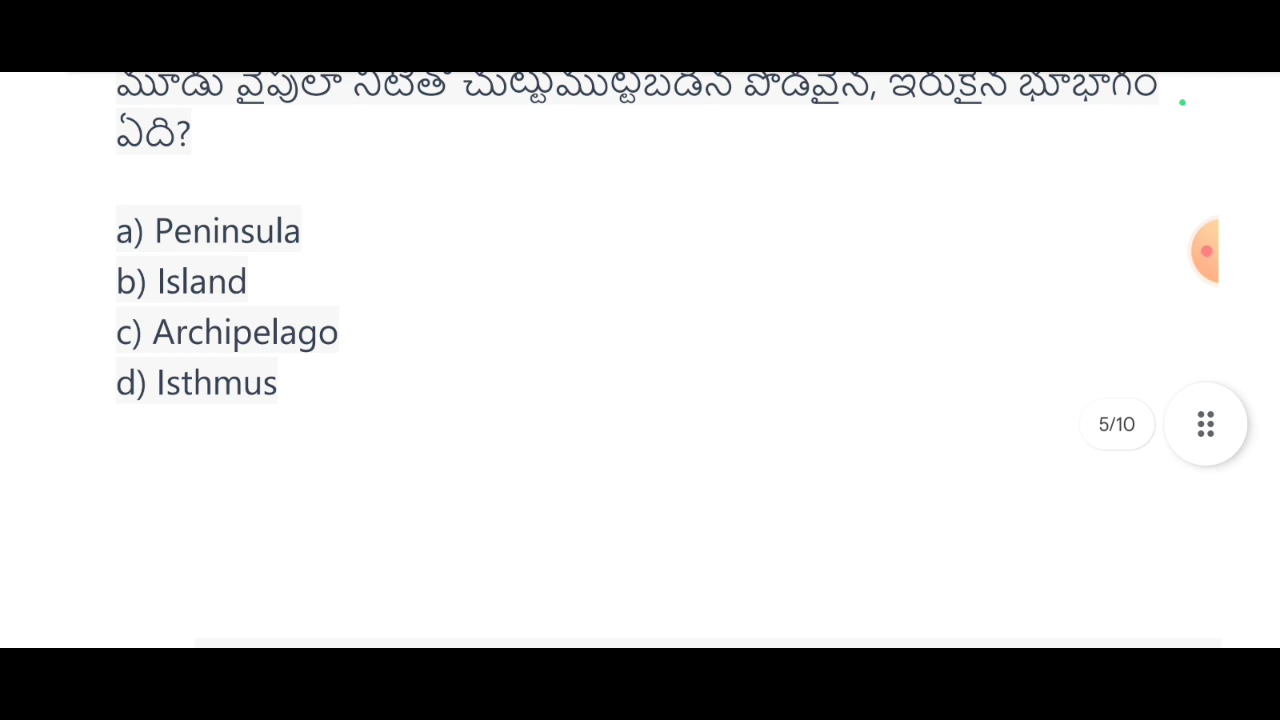 మూడు వైపులా నీటితో చుట్టుముట్టబడిన పొడవైన, ఇరుకైన భూభాగం
ఏది?
a) Peninsula
b) Island
c) Archipelago
d) Isthmus
5/10